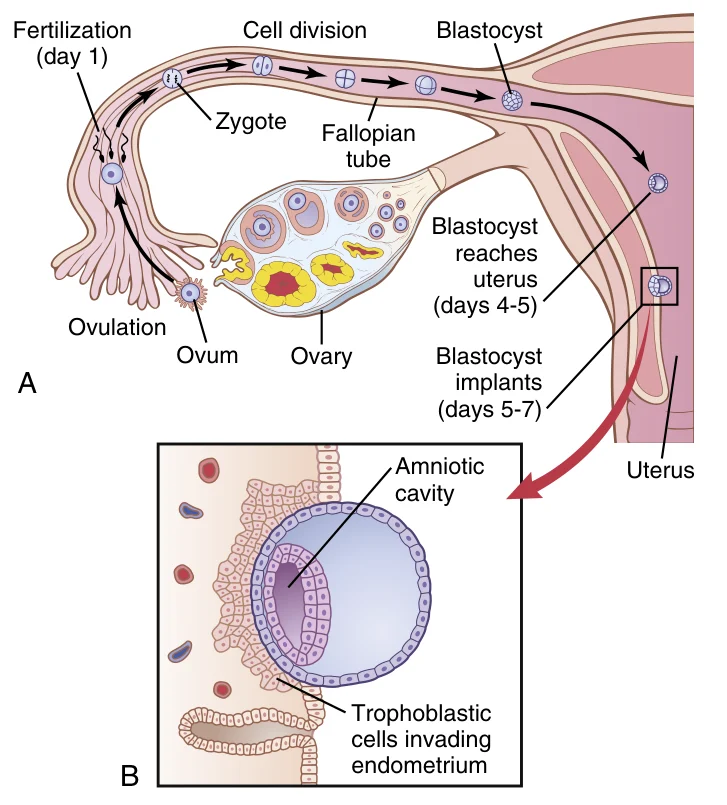 Fertilization
(day 1)
Cell division
Blastocyst
Zygote
Fallopian
tube
Blastocyst
reaches
uterus
(days 4-5)
Ovulation
Ovum
Ovary
Blastocyst
implants
(days 5-7)
A
Uterus
Amniotic
cavity
Trophoblastic
cells invading
endometrium
B